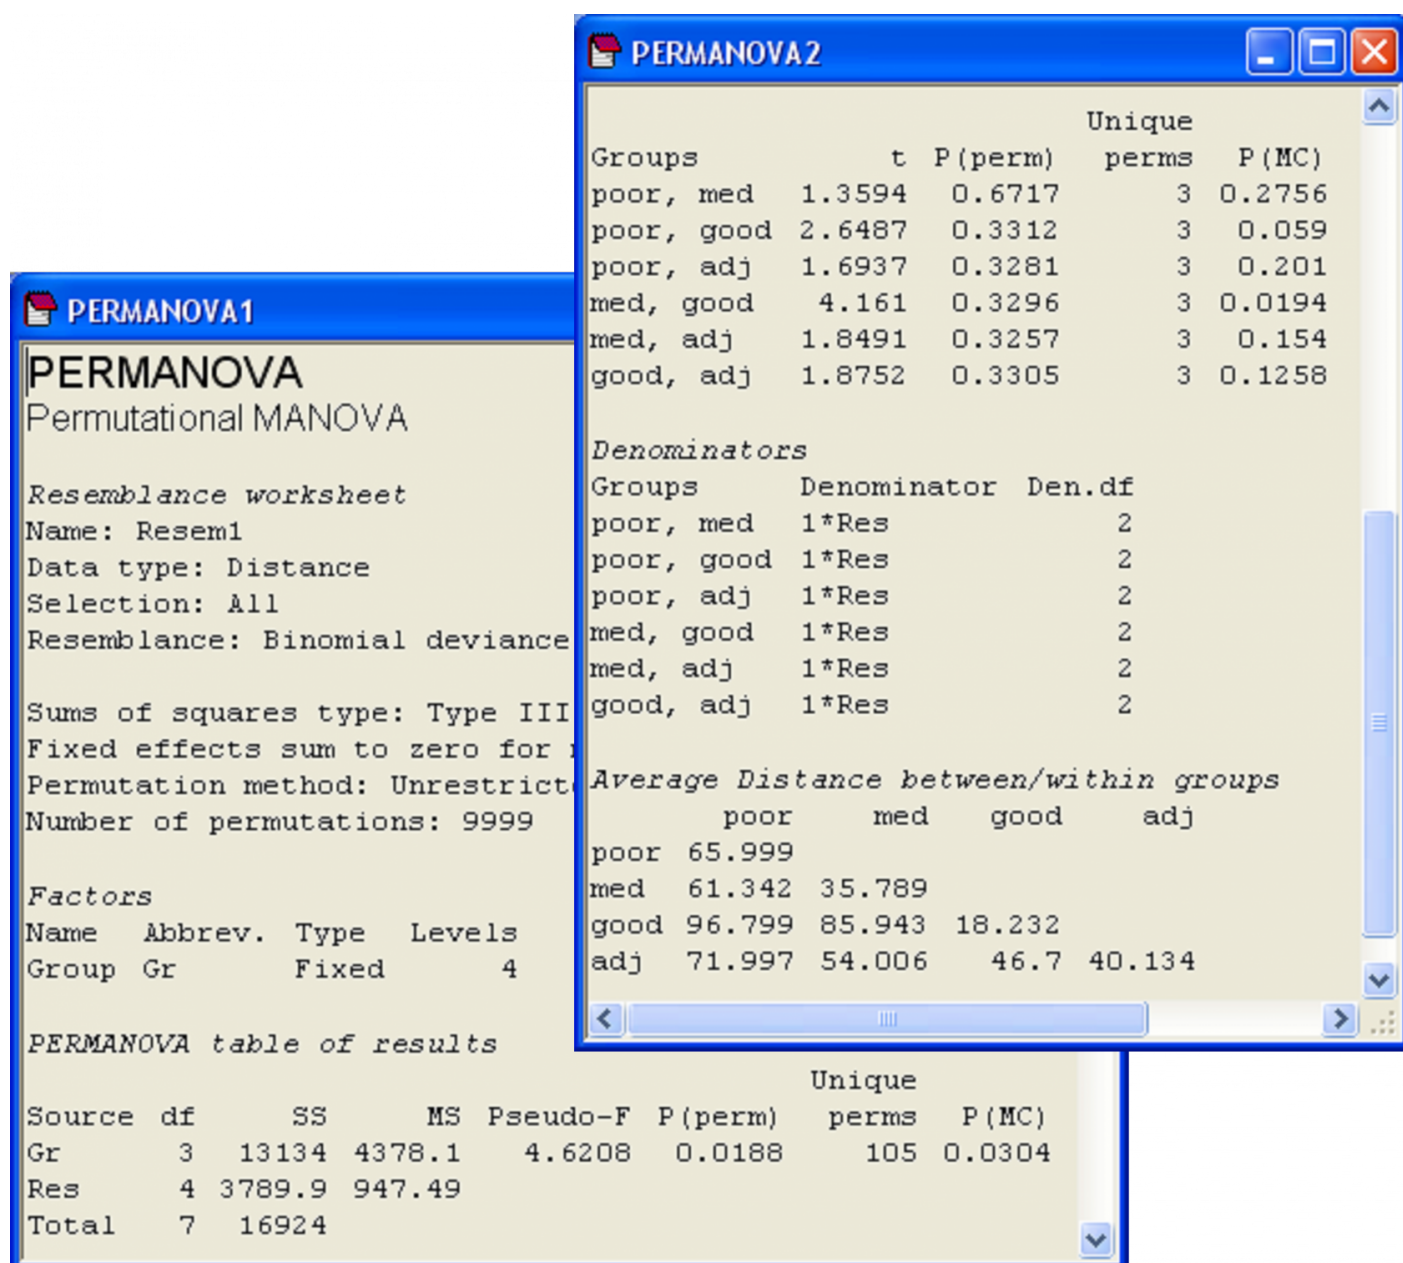 PERMANOVA1
PERMANOVA
Permutational MANOVA
Resemblance worksheet
Name: Resem1
Data type: Distance
Selection: All
Resemblance: Binomial deviance
Sums of squares type: Type III
Fixed effects sum to zero for
Permutation method:
Number of permutations: 9999
Factors
Name Abbrev. Type Levels
Group Gr Fixed 4
PERMANOVA table of results
Unique
Source df SS MS Pseudo-F P(perm) perms P(MC)
Gr 3 13134 4378.1 4.6208 0.0188 105 0.0304
Res 4 3789.9 947.49
Total 7 16924
PERMANOVA2
Unique
Groups t P(perm) perms P(MC)
poor, med 1.3594 0.6717 3 0.2756
poor, good 2.6487 0.3312 3 0.059
poor, adj 1.6937 0.3281 3 0.201
med, good 4.161 0.3296 3 0.0194
med, adj 1.8491 0.3257 3 0.154
good, adj 1.8752 0.3305 3 0.1258
Denominators
Groups Denominator Den.df
poor, med 1*Res 2
poor, good 1*Res 2
poor, adj 1*Res 2
med, good 1*Res 2
med, adj 1*Res 2
good, adj 1*Res 2
Average Distance between/within groups
poor med good adj
poor 65.999
med 61.342 35.789
good 96.799 85.943 18.232
adj 71.997 54.006 46.7 40.134